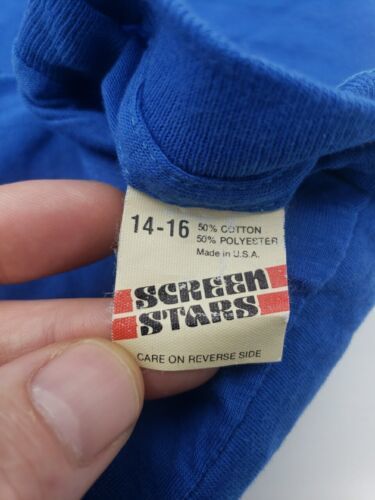 14-16
50% COTTON
50% POLYESTER
Made in U.S.A.
SCREEN
STARS
CARE ON REVERSE SIDE